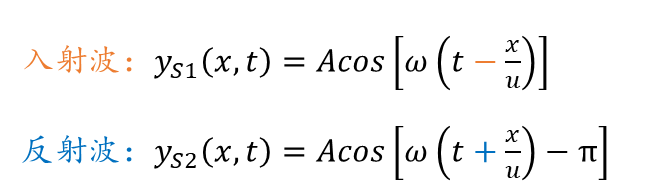 入射波：y_{S1}(x,t) = Acos[ω(t − x/u)]
反射波：y_{S2}(x,t) = Acos[ω(t + x/u) − π]